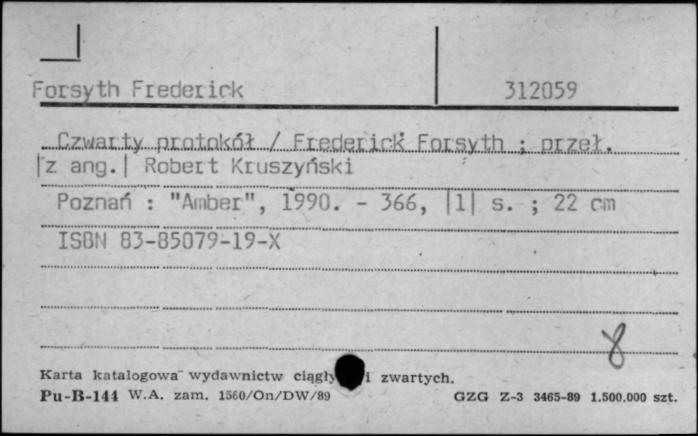 Forsyth Frederick 312059
Czwarty protokół / Frederick Forsyth ; przeł.
|z ang.| Robert Kruszyński
Poznań : "Amber", 1990. - 366, |1| s. ; 22 cm
ISBN 83-85079-19-X
8
Karta katalogowa wydawnictw i zwartych.
Pu-B-144 W.A. zam. 1560/On/DW/89 GZG Z-3 3465-89 1.500.000 szt.